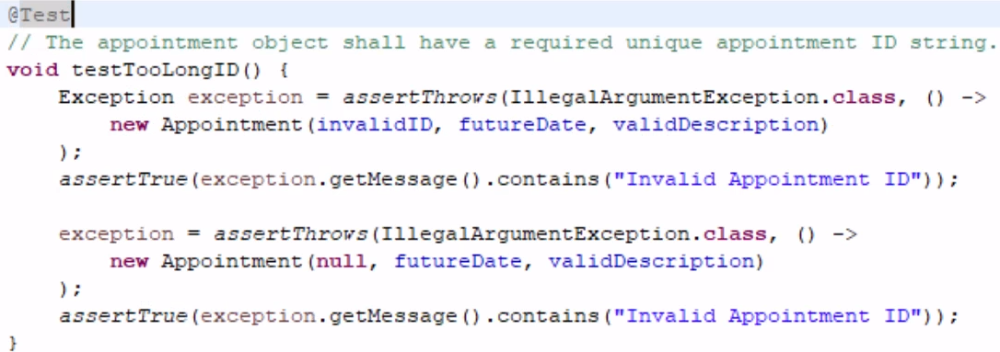 @Test
// The appointment object shall have a required unique appointment ID string.
void testTooLongID() {
    Exception exception = assertThrows(IllegalArgumentException.class, () ->
        new Appointment(invalidID, futureDate, validDescription)
    );
    assertTrue(exception.getMessage().contains("Invalid Appointment ID"));

    exception = assertThrows(IllegalArgumentException.class, () ->
        new Appointment(null, futureDate, validDescription)
    );
    assertTrue(exception.getMessage().contains("Invalid Appointment ID"));
}